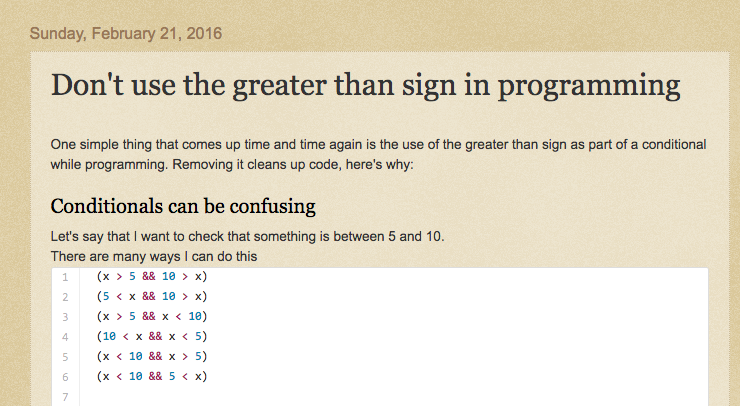 Sunday, February 21, 2016
Don't use the greater than sign in programming
One simple thing that comes up time and time again is the use of the greater than sign as part of a conditional
while programming. Removing it cleans up code, here's why:
Conditionals can be confusing
Let's say that I want to check that something is between 5 and 10.
There are many ways I can do this
1 (x > 5 && 10 > x)
2 (5 < x && 10 > x)
3 (x > 5 && x < 10)
4 (10 < x && x < 5)
5 (x < 10 && x > 5)
6 (x < 10 && 5 < x)
7